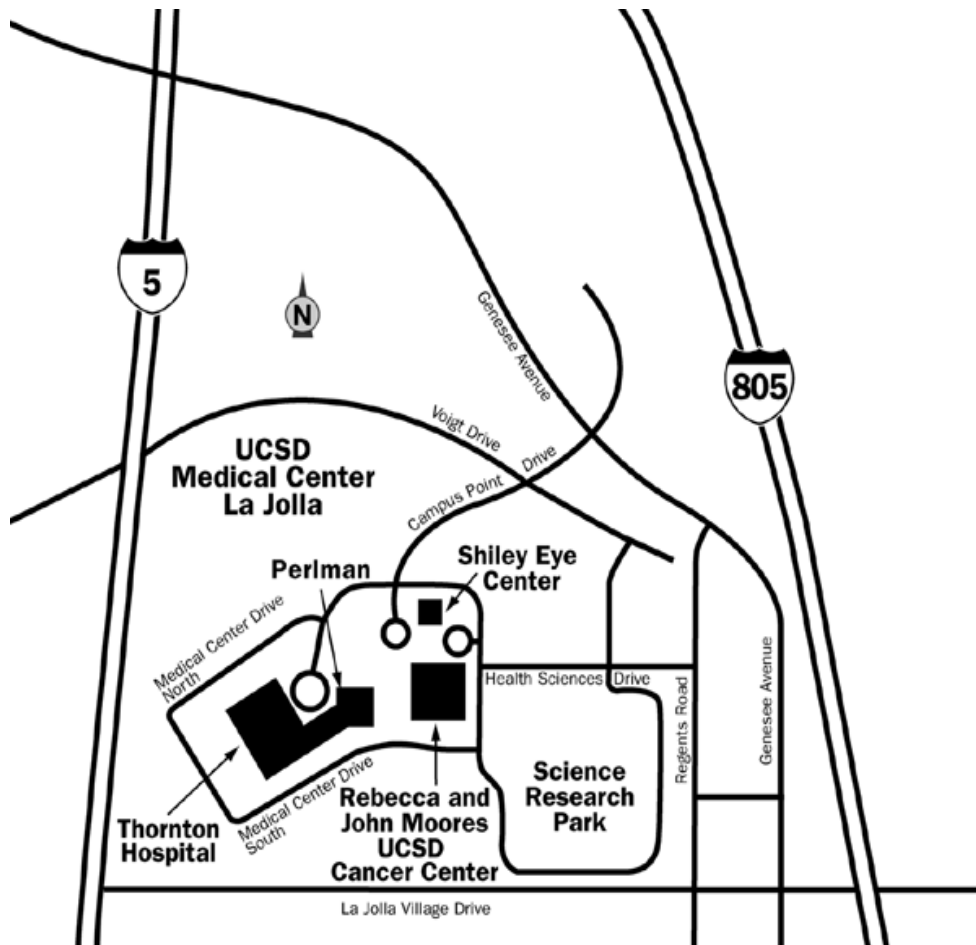 5
N
Genesee Avenue
805
Voigt Drive
UCSD
Medical Center
La Jolla
Campus Point Drive
Shiley Eye
Center
Perlman
Medical Center Drive
North
Health Sciences Drive
Regents Road
Genesee Avenue
Science
Research
Park
Medical Center Drive
South
Rebecca and
John Moores
UCSD
Cancer Center
Thornton
Hospital
La Jolla Village Drive